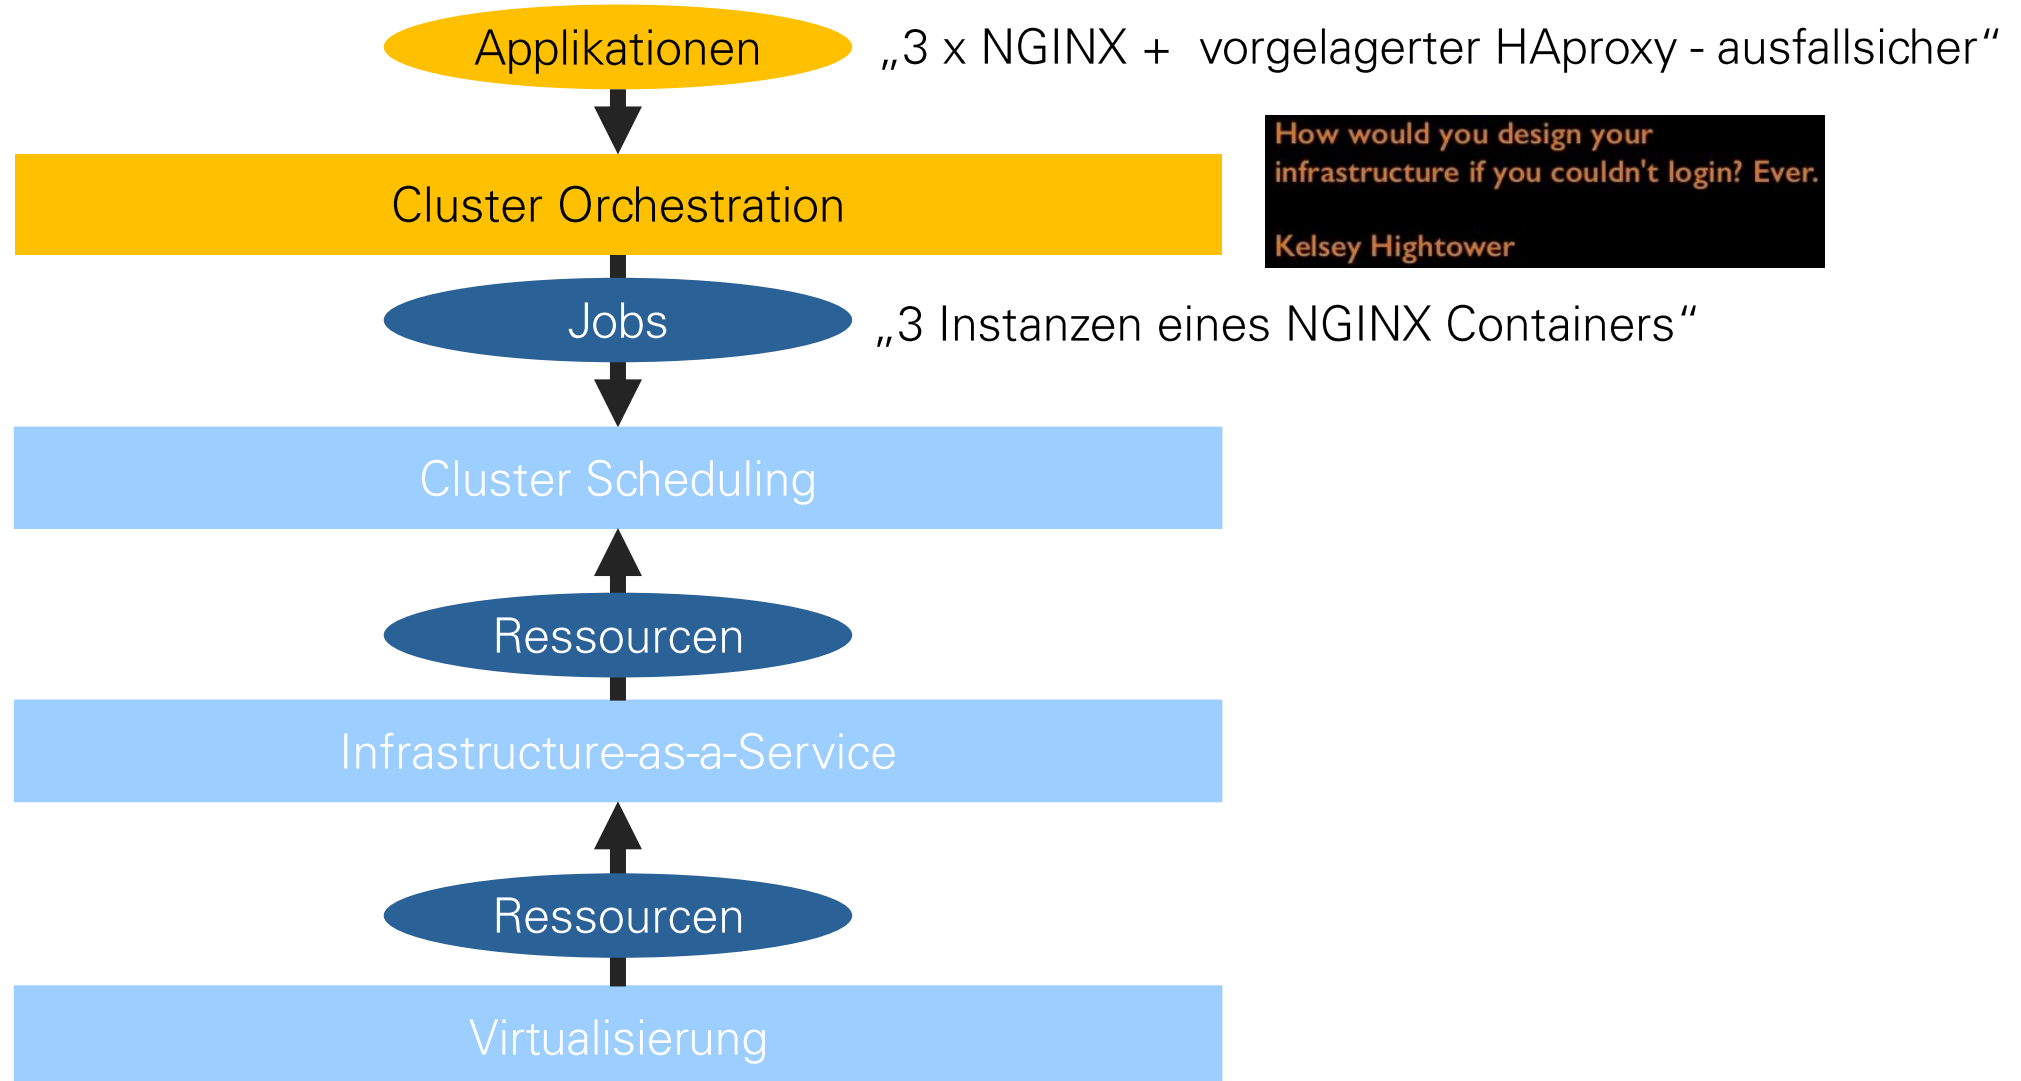 Applikationen
„3 x NGINX + vorgelagerter HAproxy - ausfallsicher“
How would you design your
infrastructure if you couldn't login? Ever.
Kelsey Hightower
Cluster Orchestration
Jobs
„3 Instanzen eines NGINX Containers“
Cluster Scheduling
Ressourcen
Infrastructure-as-a-Service
Ressourcen
Virtualisierung